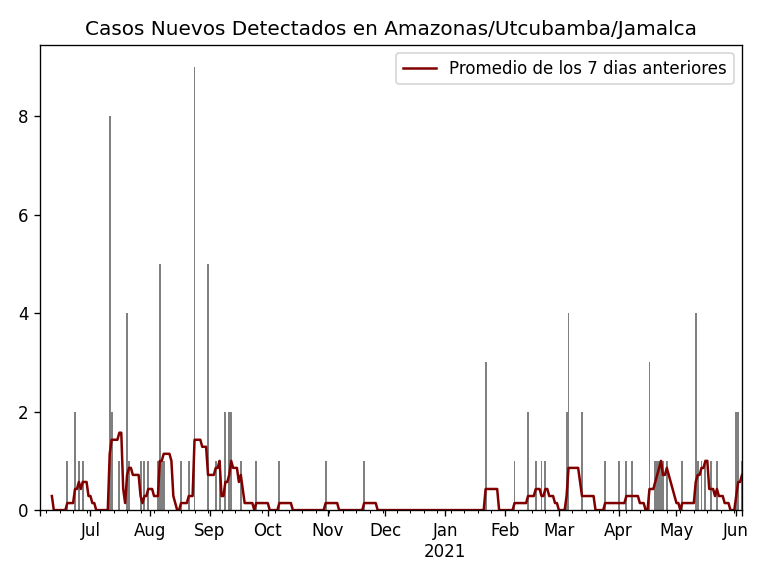 Casos Nuevos Detectados en Amazonas/Utcubamba/Jamalca
Promedio de los 7 dias anteriores
8
6
4
2
0
Jul Aug Sep Oct Nov Dec Jan Feb Mar Apr May Jun
2021